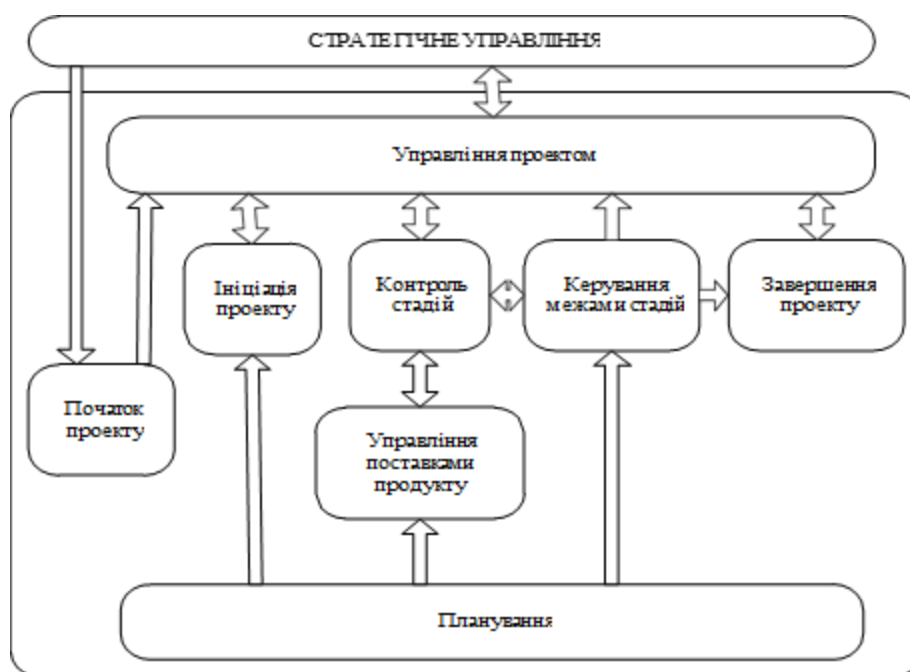 СТРАТЕГІЧНЕ УПРАВЛІННЯ
Управління проектом
Ініціація
проекту
Контроль
стадій
Керування
межами стадій
Завершення
проекту
Початок
проекту
Управління
поставками
продукту
Планування